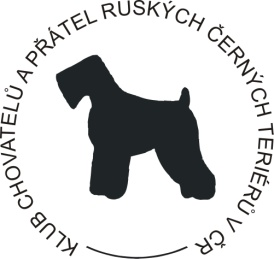 KLUB CHOVATELŮ A PŘÁTEL RUSKÝCH ČERNÝCH TERIÉRŮ V ČR